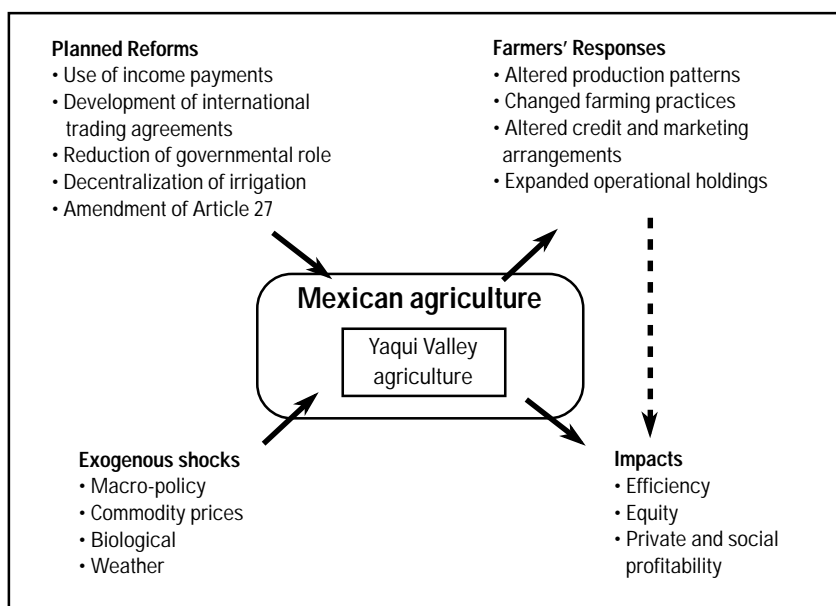 Planned Reforms
• Use of income payments
• Development of international
trading agreements
• Reduction of governmental role
• Decentralization of irrigation
• Amendment of Article 27
Farmers' Responses
• Altered production patterns
• Changed farming practices
• Altered credit and marketing
arrangements
• Expanded operational holdings
Mexican agriculture
Yaqui Valley
agriculture
Exogenous shocks
• Macro-policy
• Commodity prices
• Biological
• Weather
Impacts
• Efficiency
• Equity
• Private and social
profitability